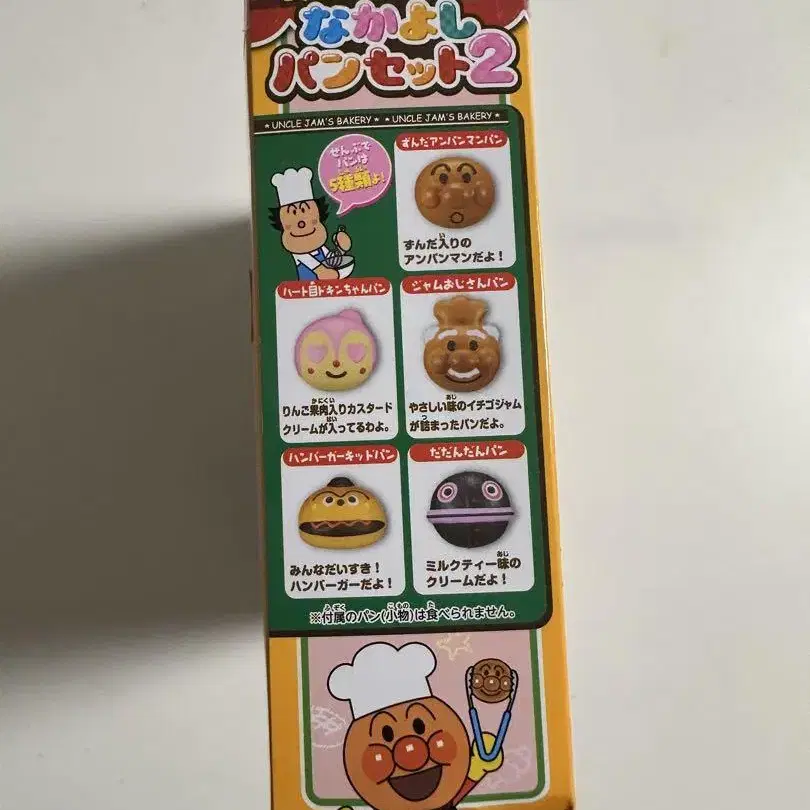 なかよし
パンセット2
★ UNCLE JAM'S BAKERY ★ ★ UNCLE JAM'S BAKERY ★
ぜんぶで
パンは
5種類よ!
ずんだアンパンマンパン
ずんだ入りの
アンパンマンだよ!
ハート目ドキンちゃんパン
りんご果肉入りカスタード
クリームが入ってるわよ。
ジャムおじさんパン
やさしい味のイチゴジャム
が詰まったパンだよ。
ハンバーガーキッドパン
みんなだいすき!
ハンバーガーだよ!
だだんだんパン
ミルクティー味の
クリームだよ!
※付属のパン(小物)は食べられません。